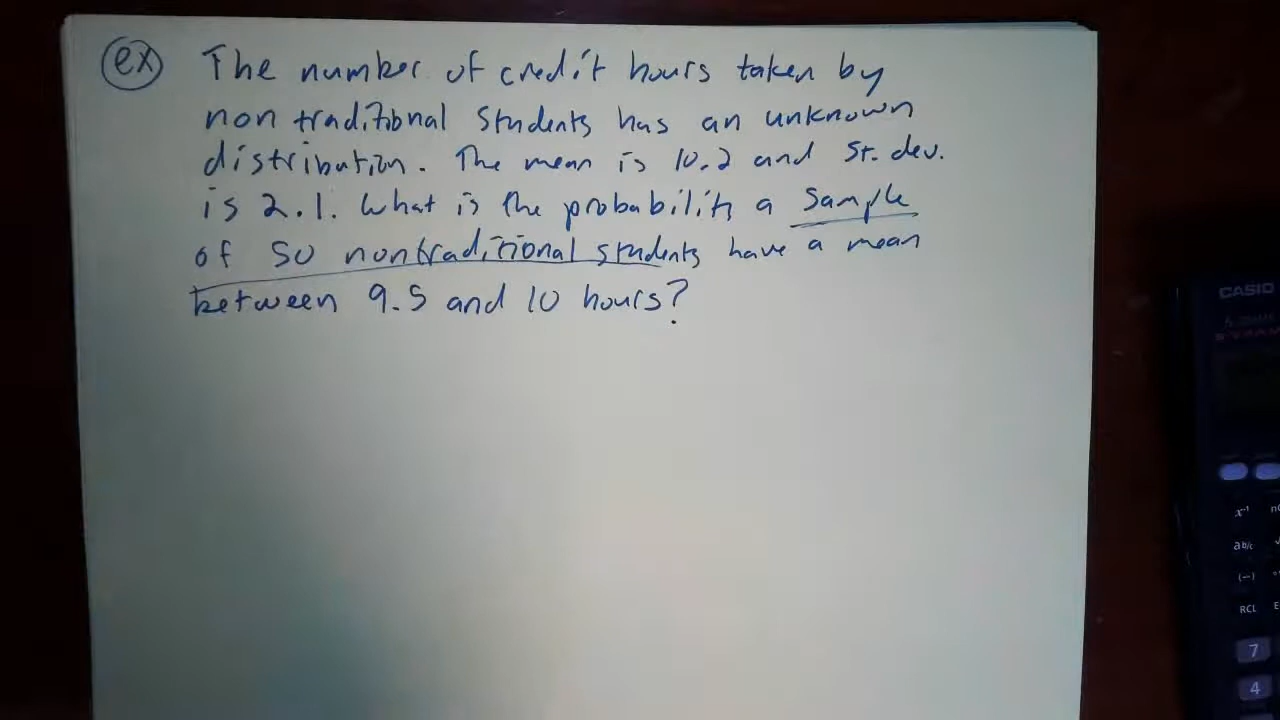 ex The number of credit hours taken by
non traditional students has an unknown
distribution. The mean is 10.2 and St. dev.
is 2.1. What is the probability a sample
of 50 nontraditional students have a mean
between 9.5 and 10 hours?
CASIO
x⁻¹
ab/c
(-)
RCL
7
4